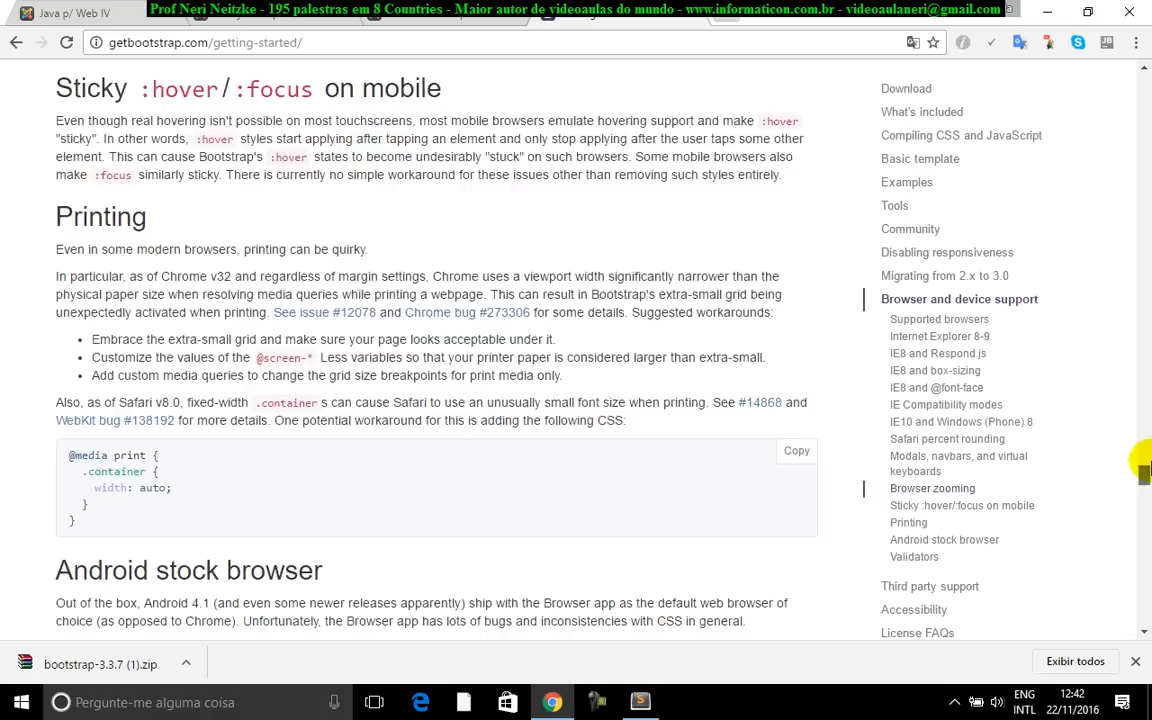 Java p/ Web IV
Prof Neri Neitzke - 195 palestras em 8 Countries - Maior autor de videoaulas do mundo - www.informaticon.com.br - videoaulaneri@gmail.com
getbootstrap.com/getting-started/
Sticky :hover/:focus on mobile
Even though real hovering isn't possible on most touchscreens, most mobile browsers emulate hovering support and make :hover
"sticky". In other words, :hover styles start applying after tapping an element and only stop applying after the user taps some other
element. This can cause Bootstrap's :hover states to become undesirably "stuck" on such browsers. Some mobile browsers also
make :focus similarly sticky. There is currently no simple workaround for these issues other than removing such styles entirely.
Printing
Even in some modern browsers, printing can be quirky.
In particular, as of Chrome v32 and regardless of margin settings, Chrome uses a viewport width significantly narrower than the
physical paper size when resolving media queries while printing a webpage. This can result in Bootstrap's extra-small grid being
unexpectedly activated when printing. See issue #12078 and Chrome bug #273306 for some details. Suggested workarounds:
Embrace the extra-small grid and make sure your page looks acceptable under it.
Customize the values of the @screen-* Less variables so that your printer paper is considered larger than extra-small.
Add custom media queries to change the grid size breakpoints for print media only.
Also, as of Safari v8.0, fixed-width .container s can cause Safari to use an unusually small font size when printing. See #14868 and
WebKit bug #138192 for more details. One potential workaround for this is adding the following CSS:
Copy
@media print {
.container {
width: auto;
}
}
Android stock browser
Out of the box, Android 4.1 (and even some newer releases apparently) ship with the Browser app as the default web browser of
choice (as opposed to Chrome). Unfortunately, the Browser app has lots of bugs and inconsistencies with CSS in general.
Download
What's included
Compiling CSS and JavaScript
Basic template
Examples
Tools
Community
Disabling responsiveness
Migrating from 2.x to 3.0
Browser and device support
Supported browsers
Internet Explorer 8-9
IE8 and Respond.js
IE8 and box-sizing
IE8 and @font-face
IE Compatibility modes
IE10 and Windows (Phone) 8
Safari percent rounding
Modals, navbars, and virtual
keyboards
Browser zooming
Sticky :hover/:focus on mobile
Printing
Android stock browser
Validators
Third party support
Accessibility
License FAQs
bootstrap-3.3.7 (1).zip
Exibir todos
Pergunte-me alguma coisa
ENG
INTL
12:42
22/11/2016